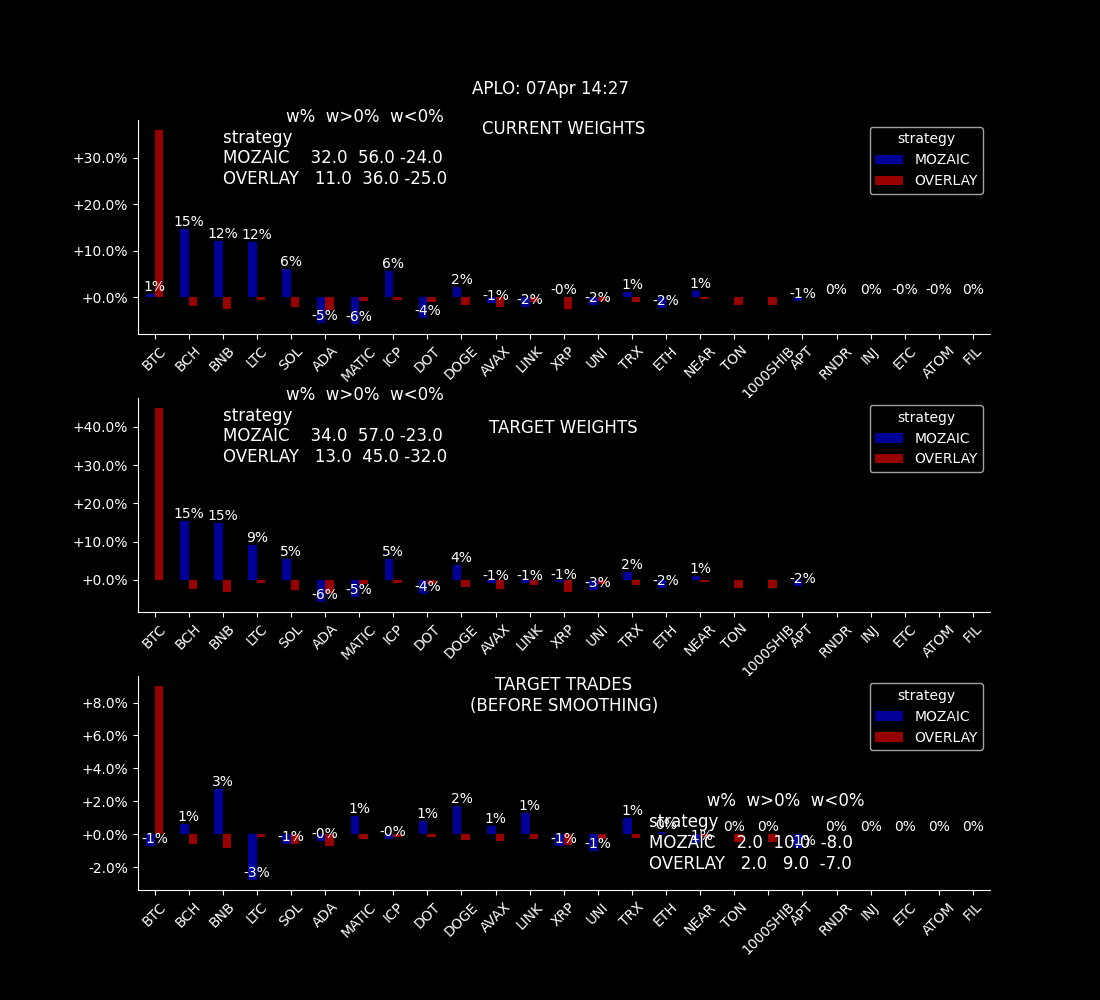 APLO: 07Apr 14:27
CURRENT WEIGHTS
w% w>0% w<0%
strategy
MOZAIC 32.0 56.0 -24.0
OVERLAY 11.0 36.0 -25.0
strategy
MOZAIC
OVERLAY
+30.0%
+20.0%
+10.0%
+0.0%
1% 15% 12% 12% 6% -5% -6% 6% -4% 2% -1% -2% -0% -2% 1% -2% 1% -1% 0% 0% -0% -0% 0%
BTC BCH BNB LTC SOL ADA MATIC ICP DOT DOGE AVAX LINK XRP UNI TRX ETH NEAR TON 1000SHIB APT RNDR INJ ETC ATOM FIL
TARGET WEIGHTS
w% w>0% w<0%
strategy
MOZAIC 34.0 57.0 -23.0
OVERLAY 13.0 45.0 -32.0
strategy
MOZAIC
OVERLAY
+40.0%
+30.0%
+20.0%
+10.0%
+0.0%
15% 15% 9% 5% -6% -5% 5% -4% 4% -1% -1% -1% -3% 2% -2% 1% -2%
BTC BCH BNB LTC SOL ADA MATIC ICP DOT DOGE AVAX LINK XRP UNI TRX ETH NEAR TON 1000SHIB APT RNDR INJ ETC ATOM FIL
TARGET TRADES
(BEFORE SMOOTHING)
strategy
MOZAIC
OVERLAY
+8.0%
+6.0%
+4.0%
+2.0%
+0.0%
-2.0%
-1% 1% 3% -3% -1% -0% 1% -0% 1% 2% 1% 1% -1% -1% 1% 0% 0% 0% 0% 0% 0% 0% 0%
w% w>0% w<0%
strategy
MOZAIC 2.0 10.0 -8.0
OVERLAY 2.0 9.0 -7.0
BTC BCH BNB LTC SOL ADA MATIC ICP DOT DOGE AVAX LINK XRP UNI TRX ETH NEAR TON 1000SHIB APT RNDR INJ ETC ATOM FIL